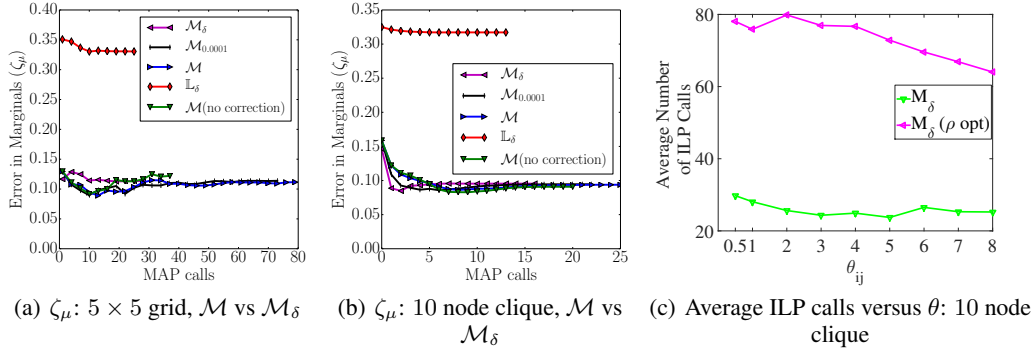 (a)
0.40
0.35
0.30
0.25
0.20
0.15
0.10
0.05
0.00
Error in Marginals (ζμ)
0 10 20 30 40 50 60 70 80
MAP calls
ℳδ
ℳ0.0001
ℳ
𝕃δ
ℳ(no correction)
(b)
0.35
0.30
0.25
0.20
0.15
0.10
0.05
0.00
Error in Marginals (ζμ)
0 5 10 15 20 25
MAP calls
ℳδ
ℳ0.0001
ℳ
𝕃δ
ℳ(no correction)
(c)
80
60
40
20
Average Number
of ILP Calls
0.5 1 2 3 4 5 6 7 8
θij
Mδ
Mδ (ρ opt)
(a) ζμ: 5 × 5 grid, ℳ vs ℳδ
(b) ζμ: 10 node clique, ℳ vs
ℳδ
(c) Average ILP calls versus θ: 10 node
clique